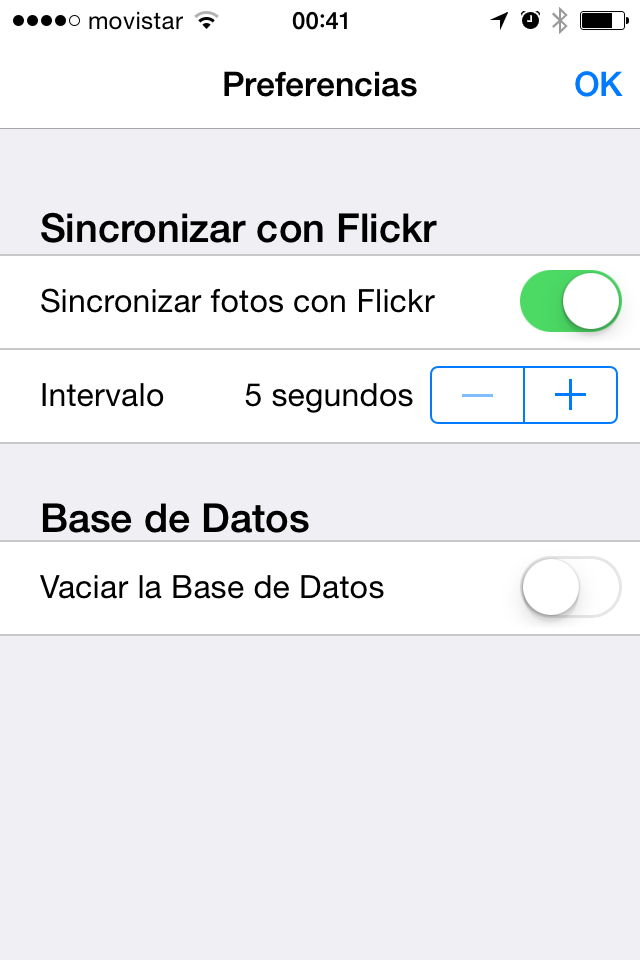 movistar 00:41
Preferencias OK
Sincronizar con Flickr
Sincronizar fotos con Flickr
Intervalo 5 segundos
Base de Datos
Vaciar la Base de Datos